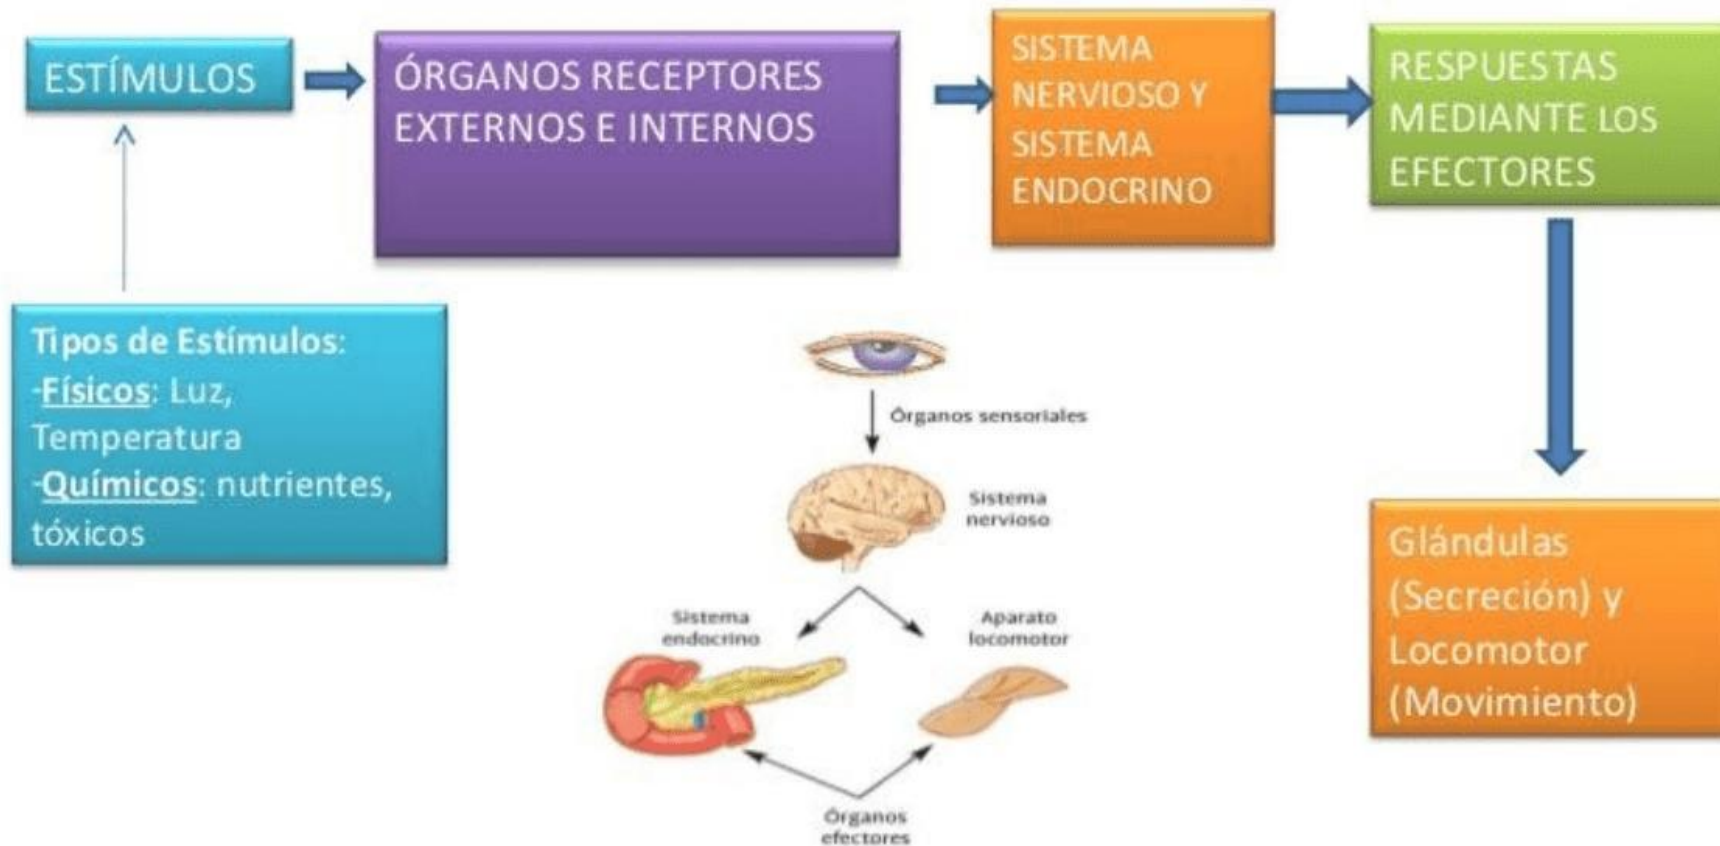 ESTÍMULOS
ÓRGANOS RECEPTORES
EXTERNOS E INTERNOS
SISTEMA
NERVIOSO Y
SISTEMA
ENDOCRINO
RESPUESTAS
MEDIANTE LOS
EFECTORES
Tipos de Estímulos:
-Físicos: Luz,
Temperatura
-Químicos: nutrientes,
tóxicos
Órganos sensoriales
Sistema
nervioso
Sistema
endocrino
Aparato
locomotor
Órganos
efectores
Glándulas
(Secreción) y
Locomotor
(Movimiento)